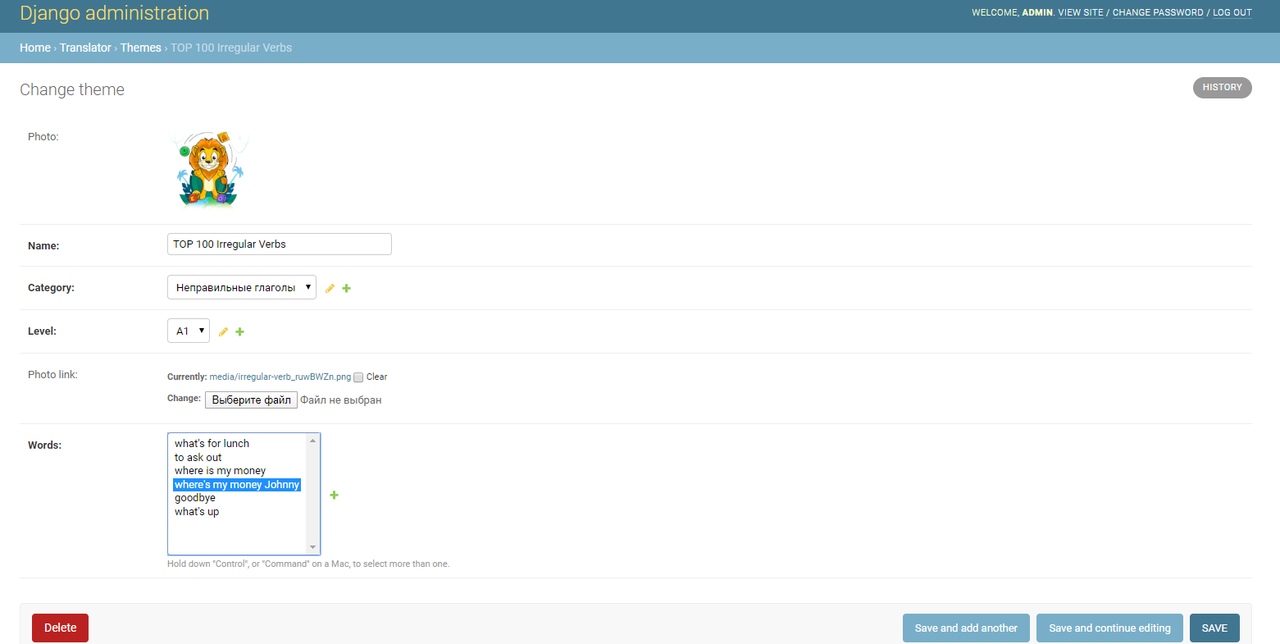 Django administration
WELCOME, ADMIN. VIEW SITE / CHANGE PASSWORD / LOG OUT
Home › Translator › Themes › TOP 100 Irregular Verbs
Change theme
HISTORY
Photo:
Name: TOP 100 Irregular Verbs
Category: Неправильные глаголы
Level: A1
Photo link: Currently: media/irregular-verb_ruwBWZn.png Clear
Change: Выберите файл Файл не выбран
Words:
what's for lunch
to ask out
where is my money
where's my money Johnny
goodbye
what's up
Hold down "Control", or "Command" on a Mac, to select more than one.
Delete Save and add another Save and continue editing SAVE